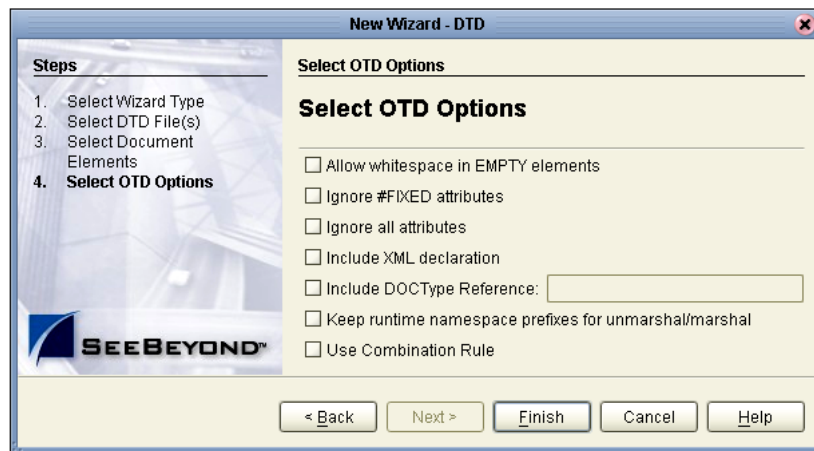 New Wizard - DTD
Steps
1. Select Wizard Type
2. Select DTD File(s)
3. Select Document
Elements
4. Select OTD Options
SEEBEYOND™
Select OTD Options
Select OTD Options
Allow whitespace in EMPTY elements
Ignore #FIXED attributes
Ignore all attributes
Include XML declaration
Include DOCType Reference:
Keep runtime namespace prefixes for unmarshal/marshal
Use Combination Rule
< Back Next > Finish Cancel Help